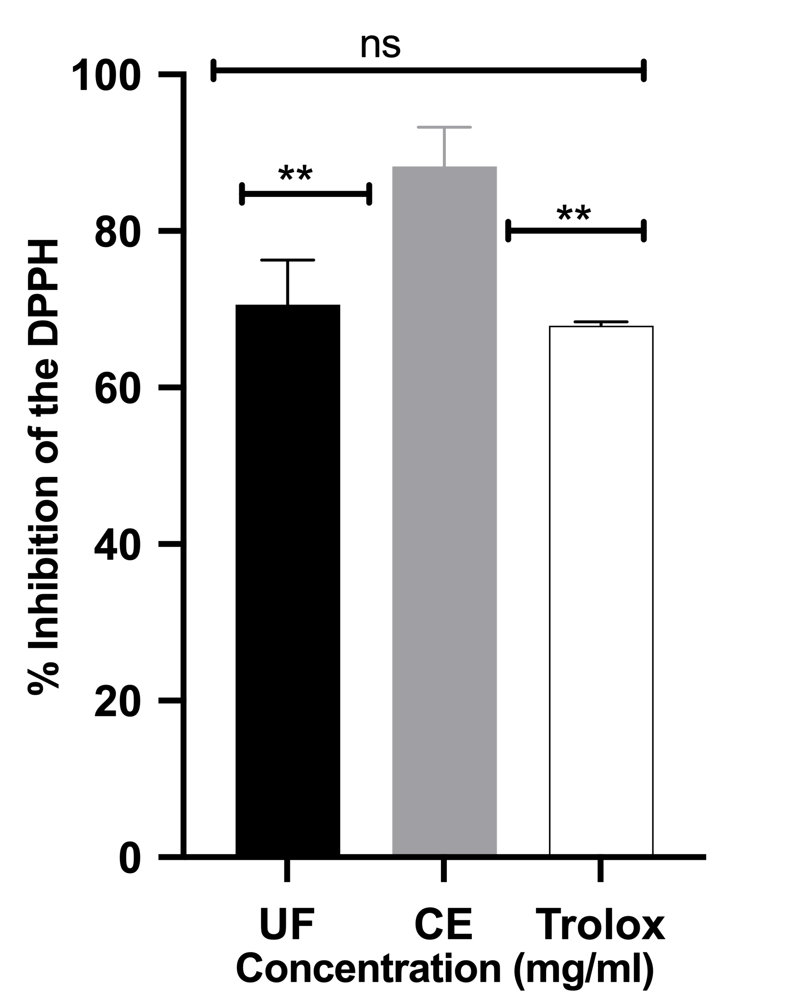 ns
100
**
**
80
60
40
20
0
% Inhibition of the DPPH
UF CE Trolox
Concentration (mg/ml)